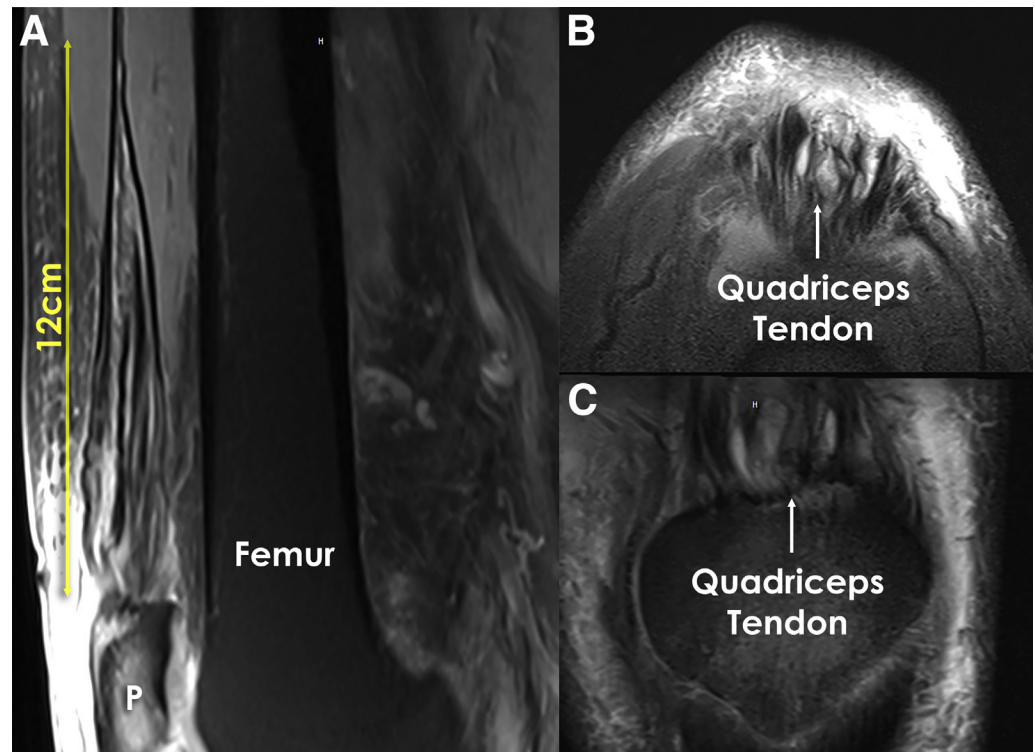 A
H
12cm
Femur
P
B
Quadriceps
Tendon
C
H
Quadriceps
Tendon